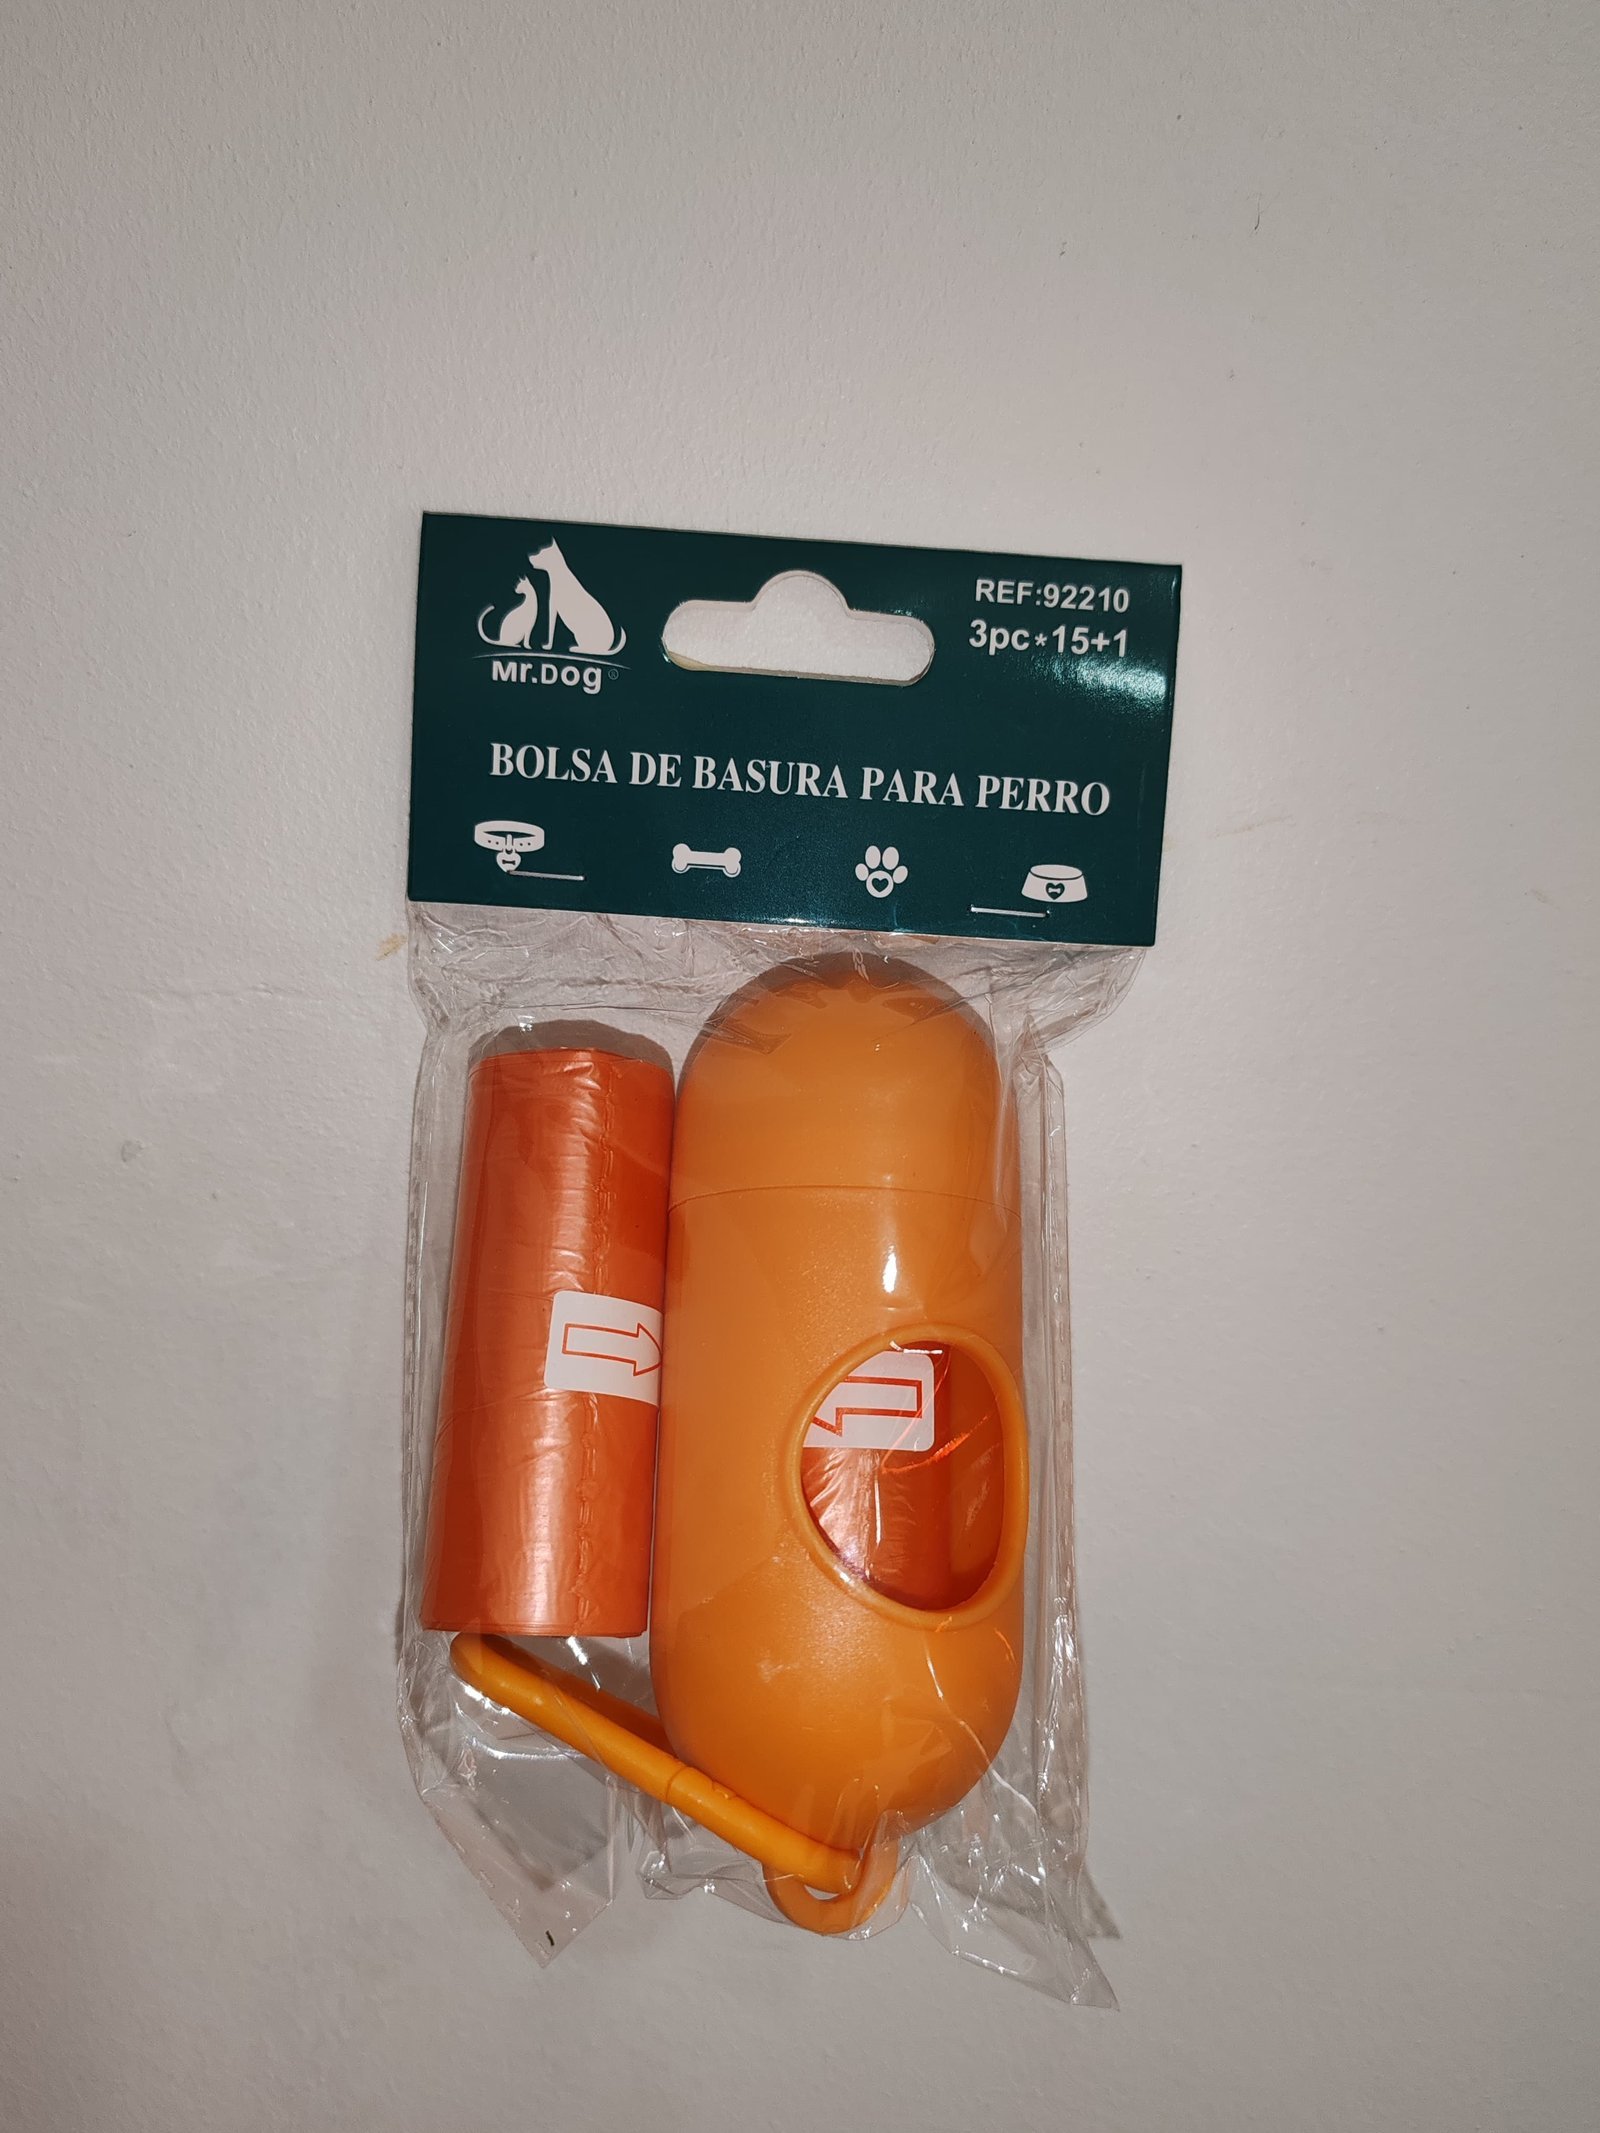 Mr.Dog®
REF:92210
3pc*15+1
BOLSA DE BASURA PARA PERRO